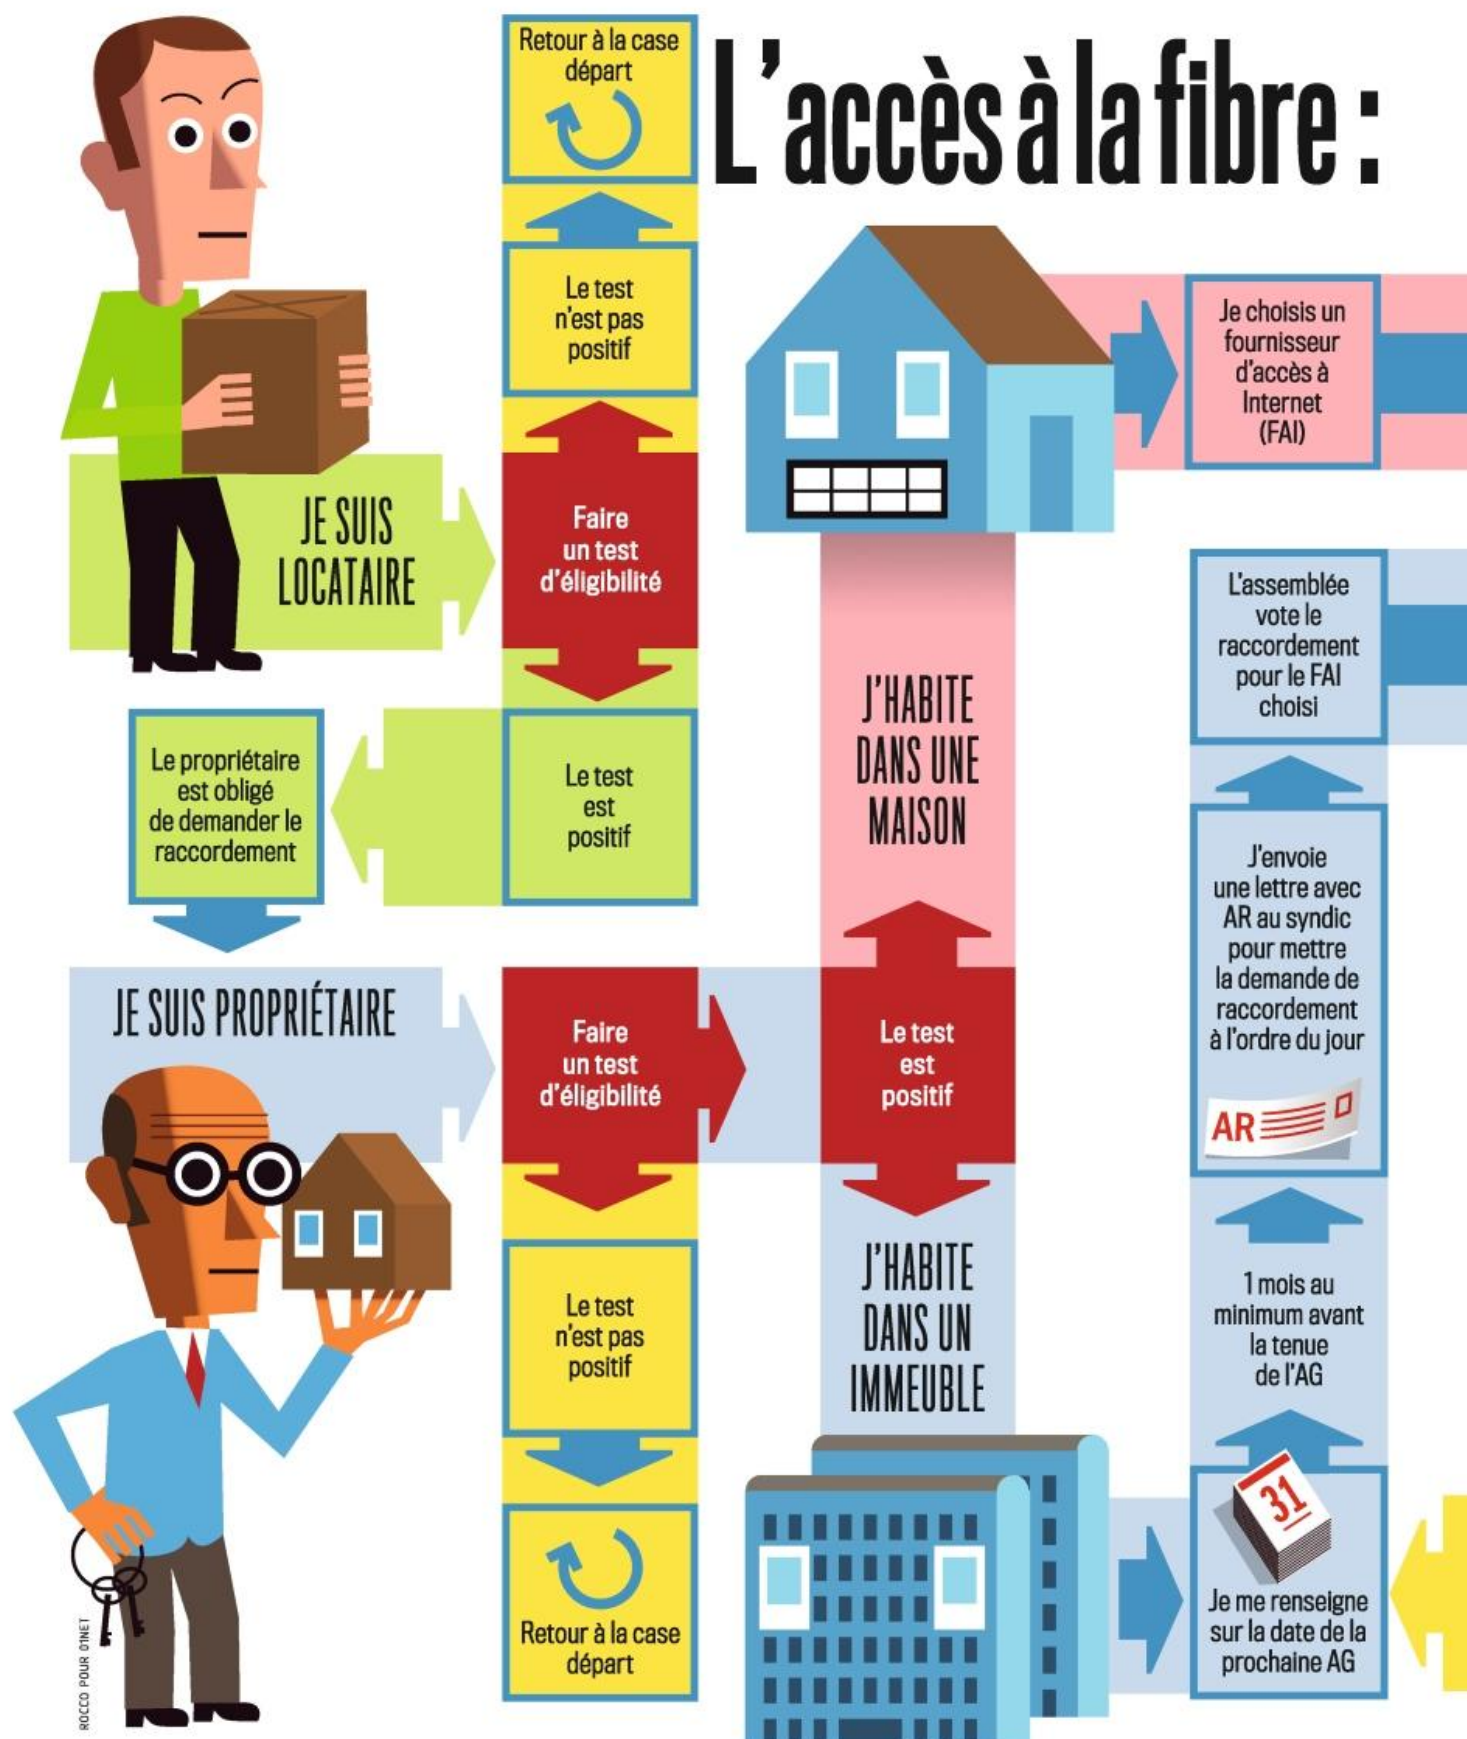 L'accès à la fibre :
Retour à la case
départ
Le test
n'est pas
positif
JE SUIS
LOCATAIRE
Faire
un test
d'éligibilité
Le test
est
positif
Le propriétaire
est obligé
de demander le
raccordement
JE SUIS PROPRIÉTAIRE
Faire
un test
d'éligibilité
Le test
n'est pas
positif
Retour à la case
départ
Le test
est
positif
J'HABITE
DANS UNE
MAISON
Je choisis un
fournisseur
d'accès à
Internet
(FAI)
J'HABITE
DANS UN
IMMEUBLE
31
Je me renseigne
sur la date de la
prochaine AG
1 mois au
minimum avant
la tenue
de l'AG
J'envoie
une lettre avec
AR au syndic
pour mettre
la demande de
raccordement
à l'ordre du jour
AR
L'assemblée
vote le
raccordement
pour le FAI
choisi
ROCCO POUR 01NET